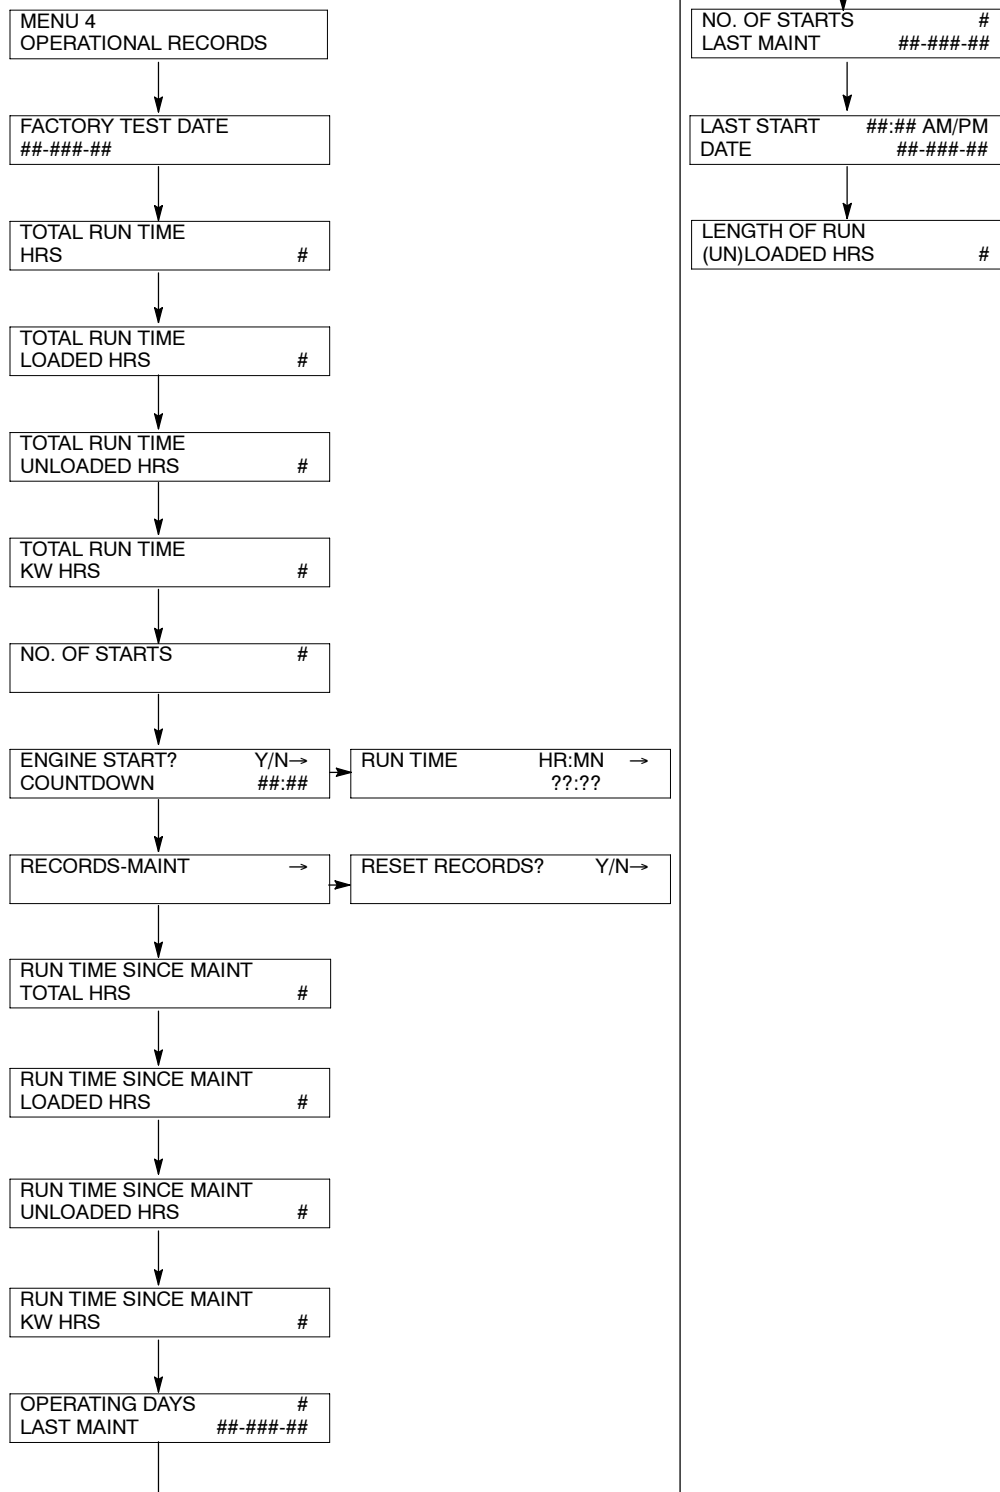 MENU 4
OPERATIONAL RECORDS
FACTORY TEST DATE
##-###-##
TOTAL RUN TIME
HRS #
TOTAL RUN TIME
LOADED HRS #
TOTAL RUN TIME
UNLOADED HRS #
TOTAL RUN TIME
KW HRS #
NO. OF STARTS #
ENGINE START? Y/N→
COUNTDOWN ##:##
RUN TIME HR:MN →
??:??
RECORDS-MAINT →
RESET RECORDS? Y/N→
RUN TIME SINCE MAINT
TOTAL HRS #
RUN TIME SINCE MAINT
LOADED HRS #
RUN TIME SINCE MAINT
UNLOADED HRS #
RUN TIME SINCE MAINT
KW HRS #
OPERATING DAYS #
LAST MAINT ##-###-##
NO. OF STARTS #
LAST MAINT ##-###-##
LAST START ##:## AM/PM
DATE ##-###-##
LENGTH OF RUN
(UN)LOADED HRS #